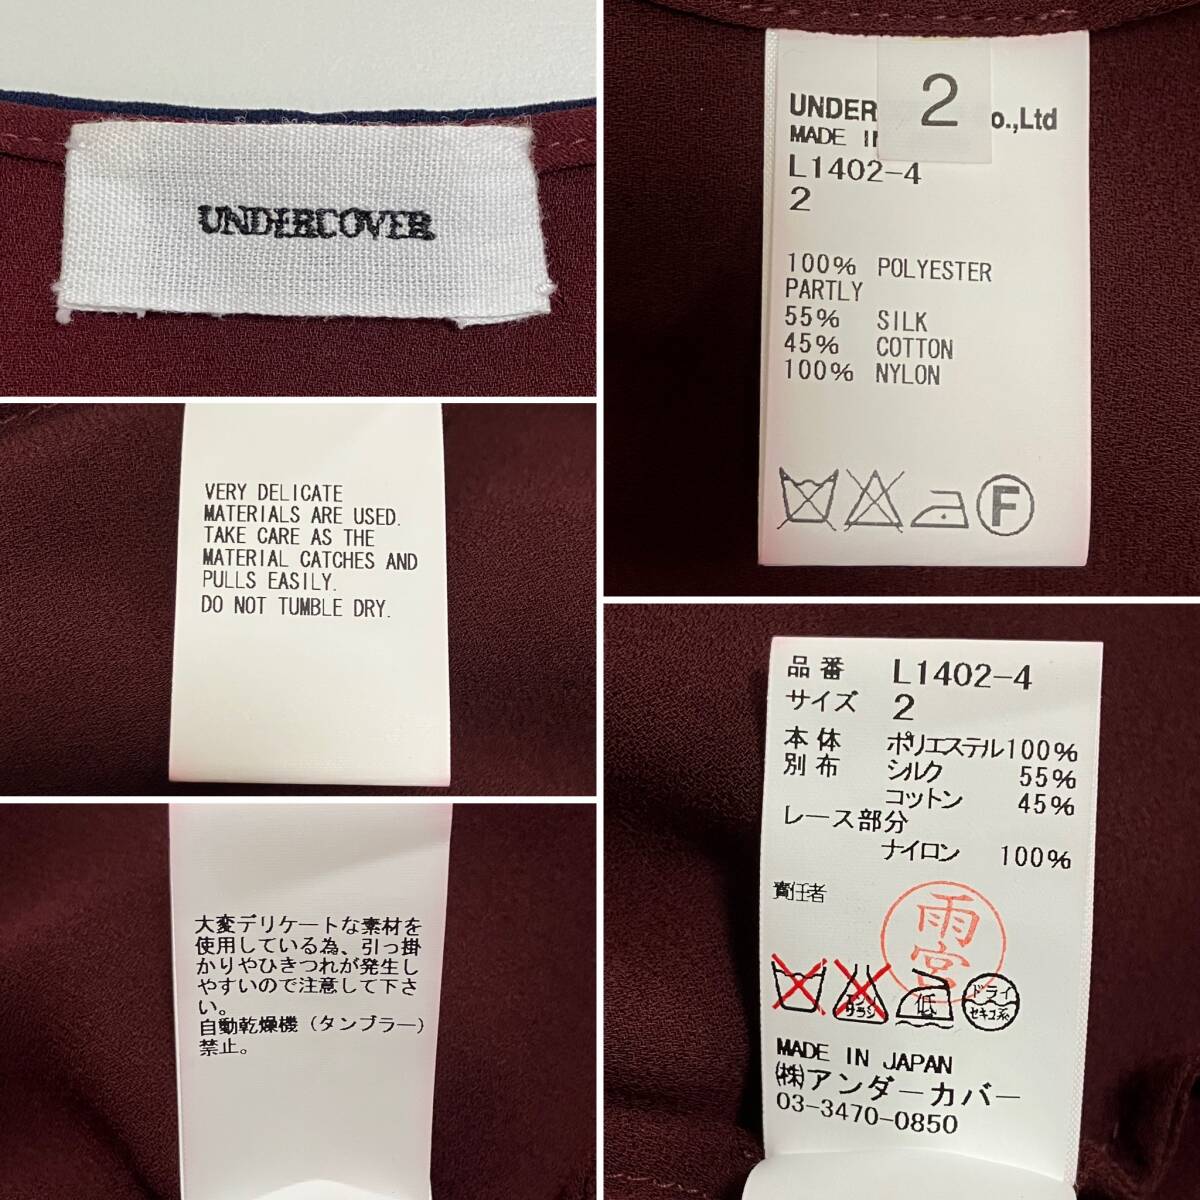 UNDERCOVER
2
UNDER
o.,Ltd
MADE
L1402-4
2
100% POLYESTER
PARTLY
55% SILK
45% COTTON
100% NYLON
F
VERY DELICATE
MATERIALS ARE USED.
TAKE CARE AS THE
MATERIAL CATCHES AND
PULLS EASILY.
DO NOT TUMBLE DRY.
大変デリケートな素材を
使用している為、引っ掛
かりやひきつれが発生し
やすいので注意して下さ
い。
自動乾燥機（タンブラー）
禁止。
品番 L1402-4
サイズ 2
本体 ポリエステル100%
別布 シルク 55%
コットン 45%
レース部分
ナイロン 100%
責任者
雨宮
エンソ
サラシ
低
ドライ
セキユ系
MADE IN JAPAN
(株)アンダーカバー
03-3470-0850